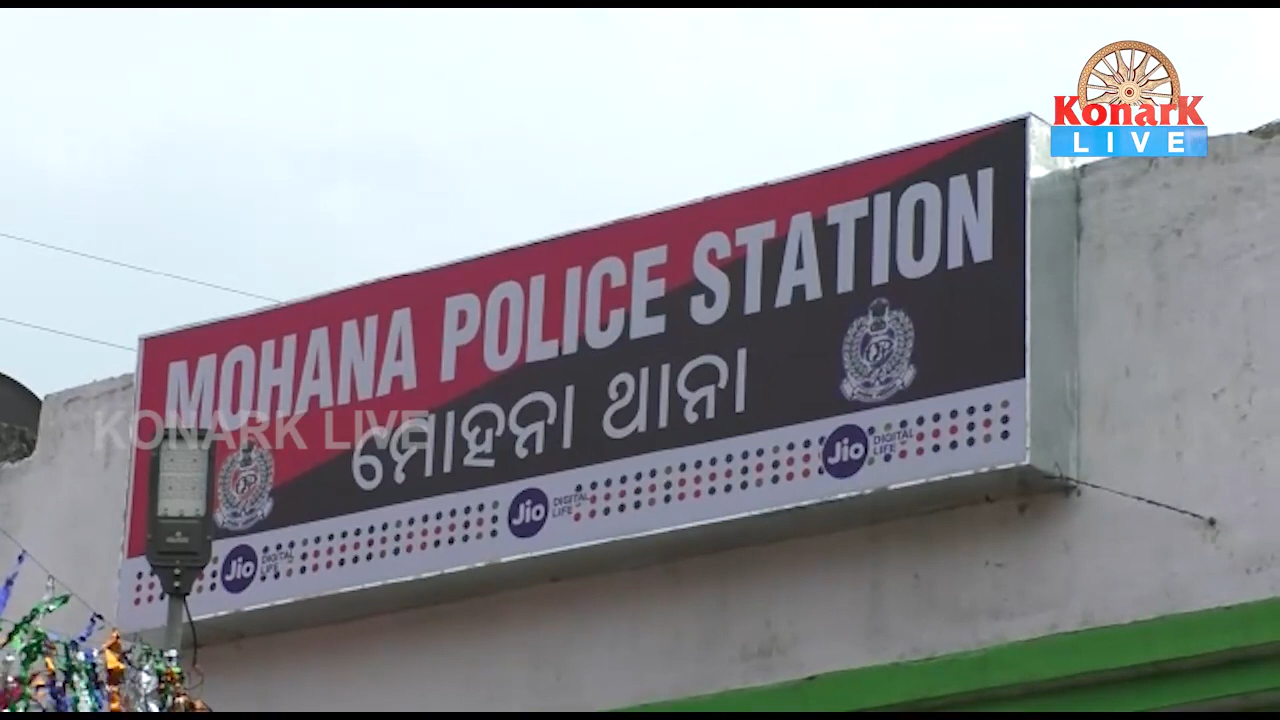 KonarK
LIVE
MOHANA POLICE STATION
ମୋହନା ଥାନା
KONARK LIVE
Jio DIGITAL LIFE
Jio DIGITAL LIFE
Jio DIGITAL LIFE